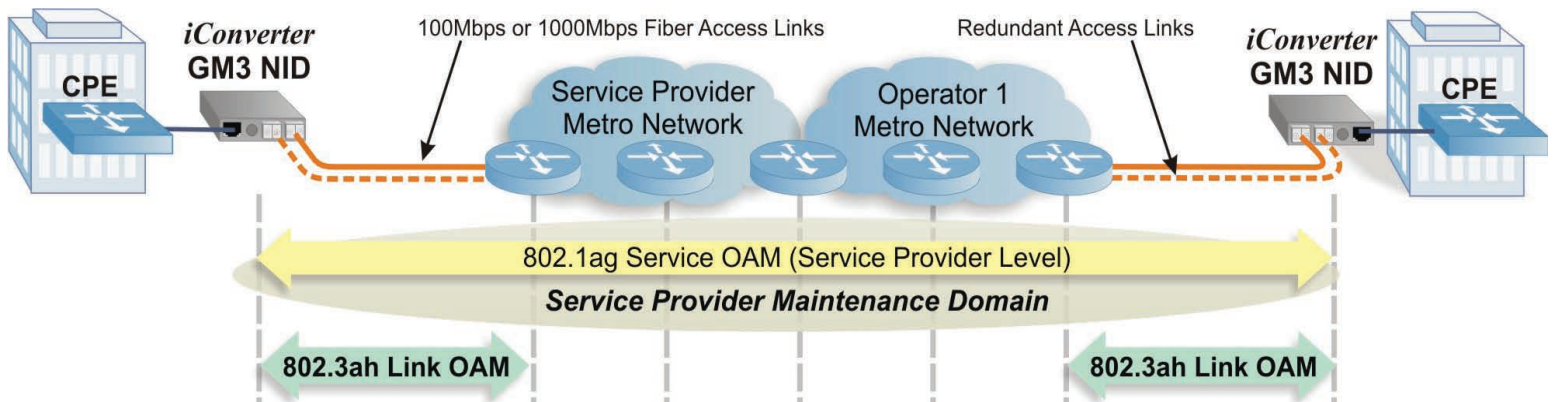 100Mbps or 1000Mbps Fiber Access Links
Redundant Access Links
iConverter
GM3 NID
CPE
Service Provider
Metro Network
Operator 1
Metro Network
iConverter
GM3 NID
CPE
802.1ag Service OAM (Service Provider Level)
Service Provider Maintenance Domain
802.3ah Link OAM
802.3ah Link OAM